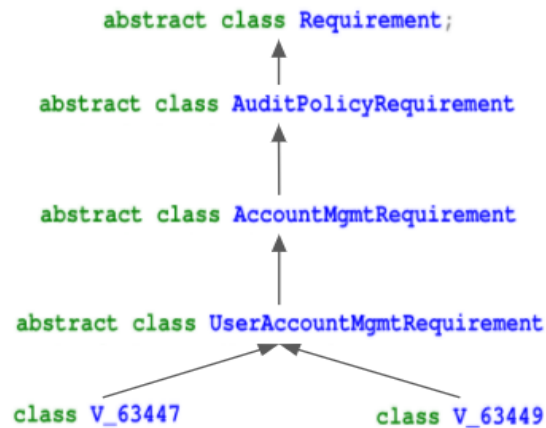 abstract class Requirement;
abstract class AuditPolicyRequirement
abstract class AccountMgmtRequirement
abstract class UserAccountMgmtRequirement
class V_63447
class V_63449